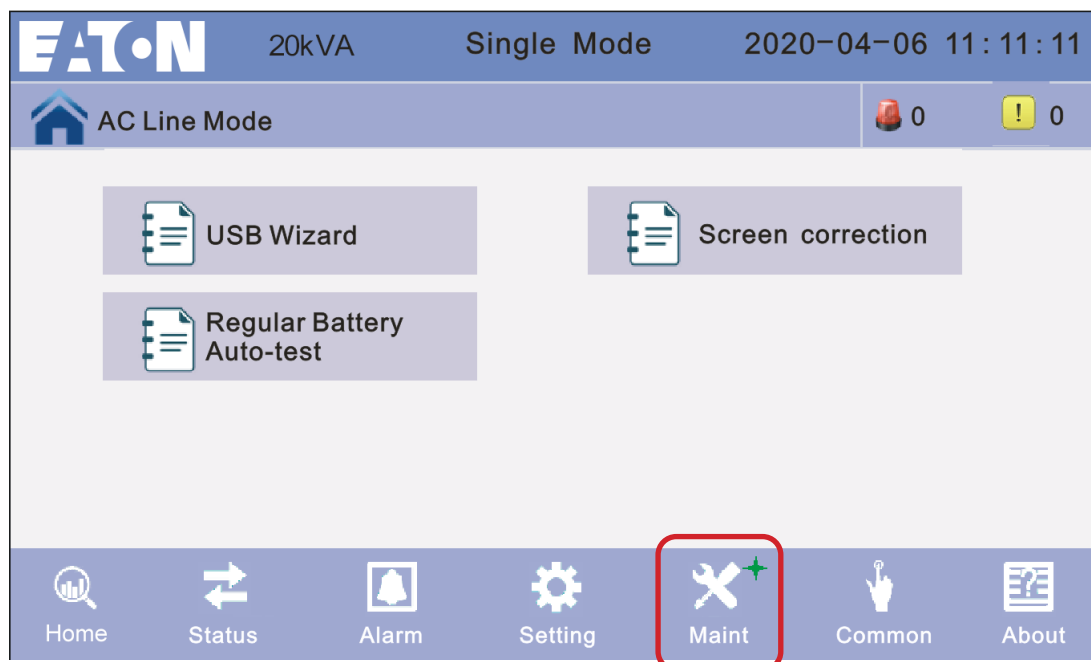 EATON 20kVA Single Mode 2020-04-06 11:11:11
AC Line Mode 0 ! 0
USB Wizard Screen correction
Regular Battery
Auto-test
Home Status Alarm Setting Maint Common About